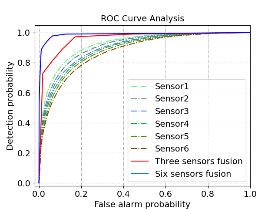 ROC Curve Analysis
Detection probability
1.0
0.8
0.6
0.4
0.2
0.0
Sensor1
Sensor2
Sensor3
Sensor4
Sensor5
Sensor6
Three sensors fusion
Six sensors fusion
0.0 0.2 0.4 0.6 0.8 1.0
False alarm probability